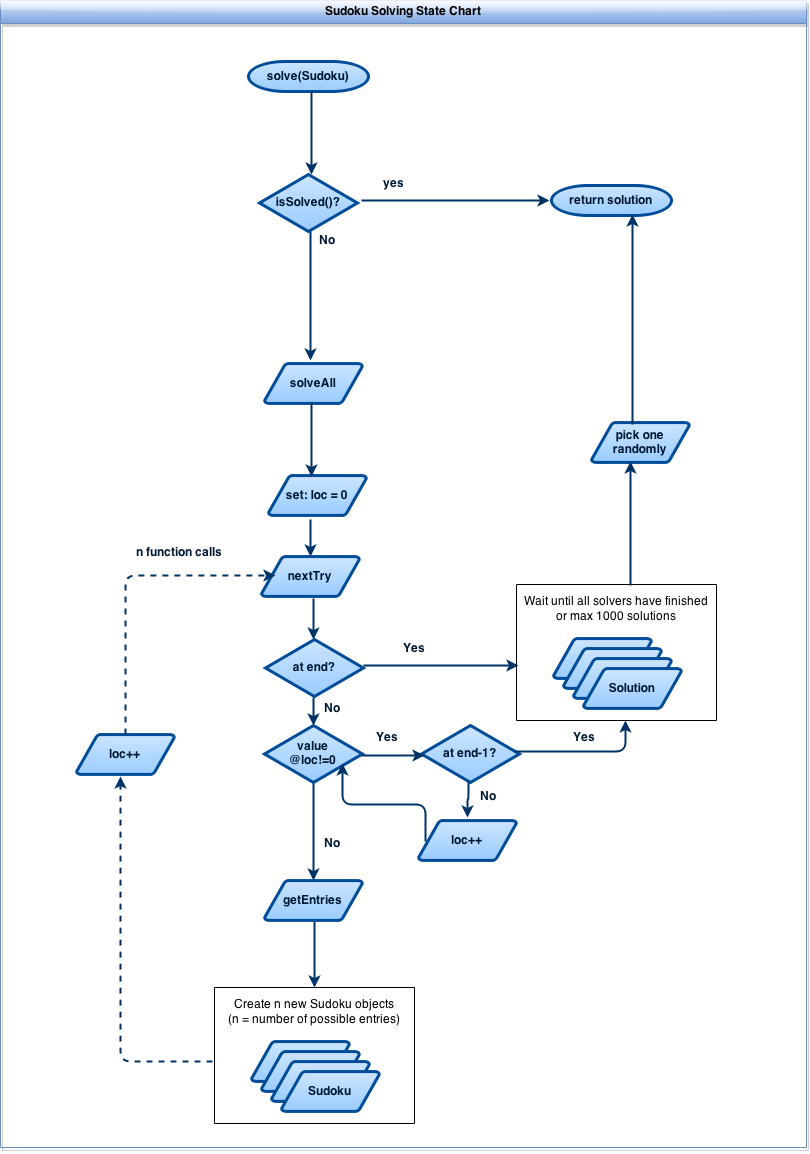 Sudoku Solving State Chart
solve(Sudoku)
yes
isSolved()?
return solution
No
solveAll
pick one
randomly
set: loc = 0
n function calls
nextTry
Wait until all solvers have finished
or max 1000 solutions
Yes
at end?
Solution
No
Yes
Yes
value
@loc!=0
at end-1?
loc++
No
loc++
No
getEntries
Create n new Sudoku objects
(n = number of possible entries)
Sudoku